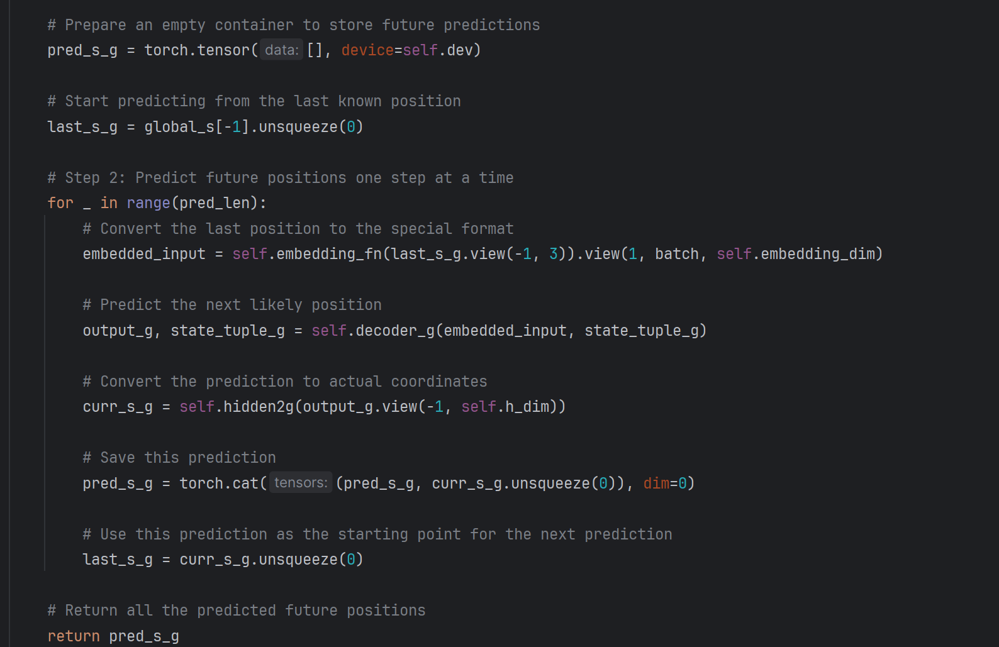 # Prepare an empty container to store future predictions
pred_s_g = torch.tensor( data: [], device=self.dev)
# Start predicting from the last known position
last_s_g = global_s[-1].unsqueeze(0)
# Step 2: Predict future positions one step at a time
for _ in range(pred_len):
# Convert the last position to the special format
embedded_input = self.embedding_fn(last_s_g.view(-1, 3)).view(1, batch, self.embedding_dim)
# Predict the next likely position
output_g, state_tuple_g = self.decoder_g(embedded_input, state_tuple_g)
# Convert the prediction to actual coordinates
curr_s_g = self.hidden2g(output_g.view(-1, self.h_dim))
# Save this prediction
pred_s_g = torch.cat( tensors: (pred_s_g, curr_s_g.unsqueeze(0)), dim=0)
# Use this prediction as the starting point for the next prediction
last_s_g = curr_s_g.unsqueeze(0)
# Return all the predicted future positions
return pred_s_g